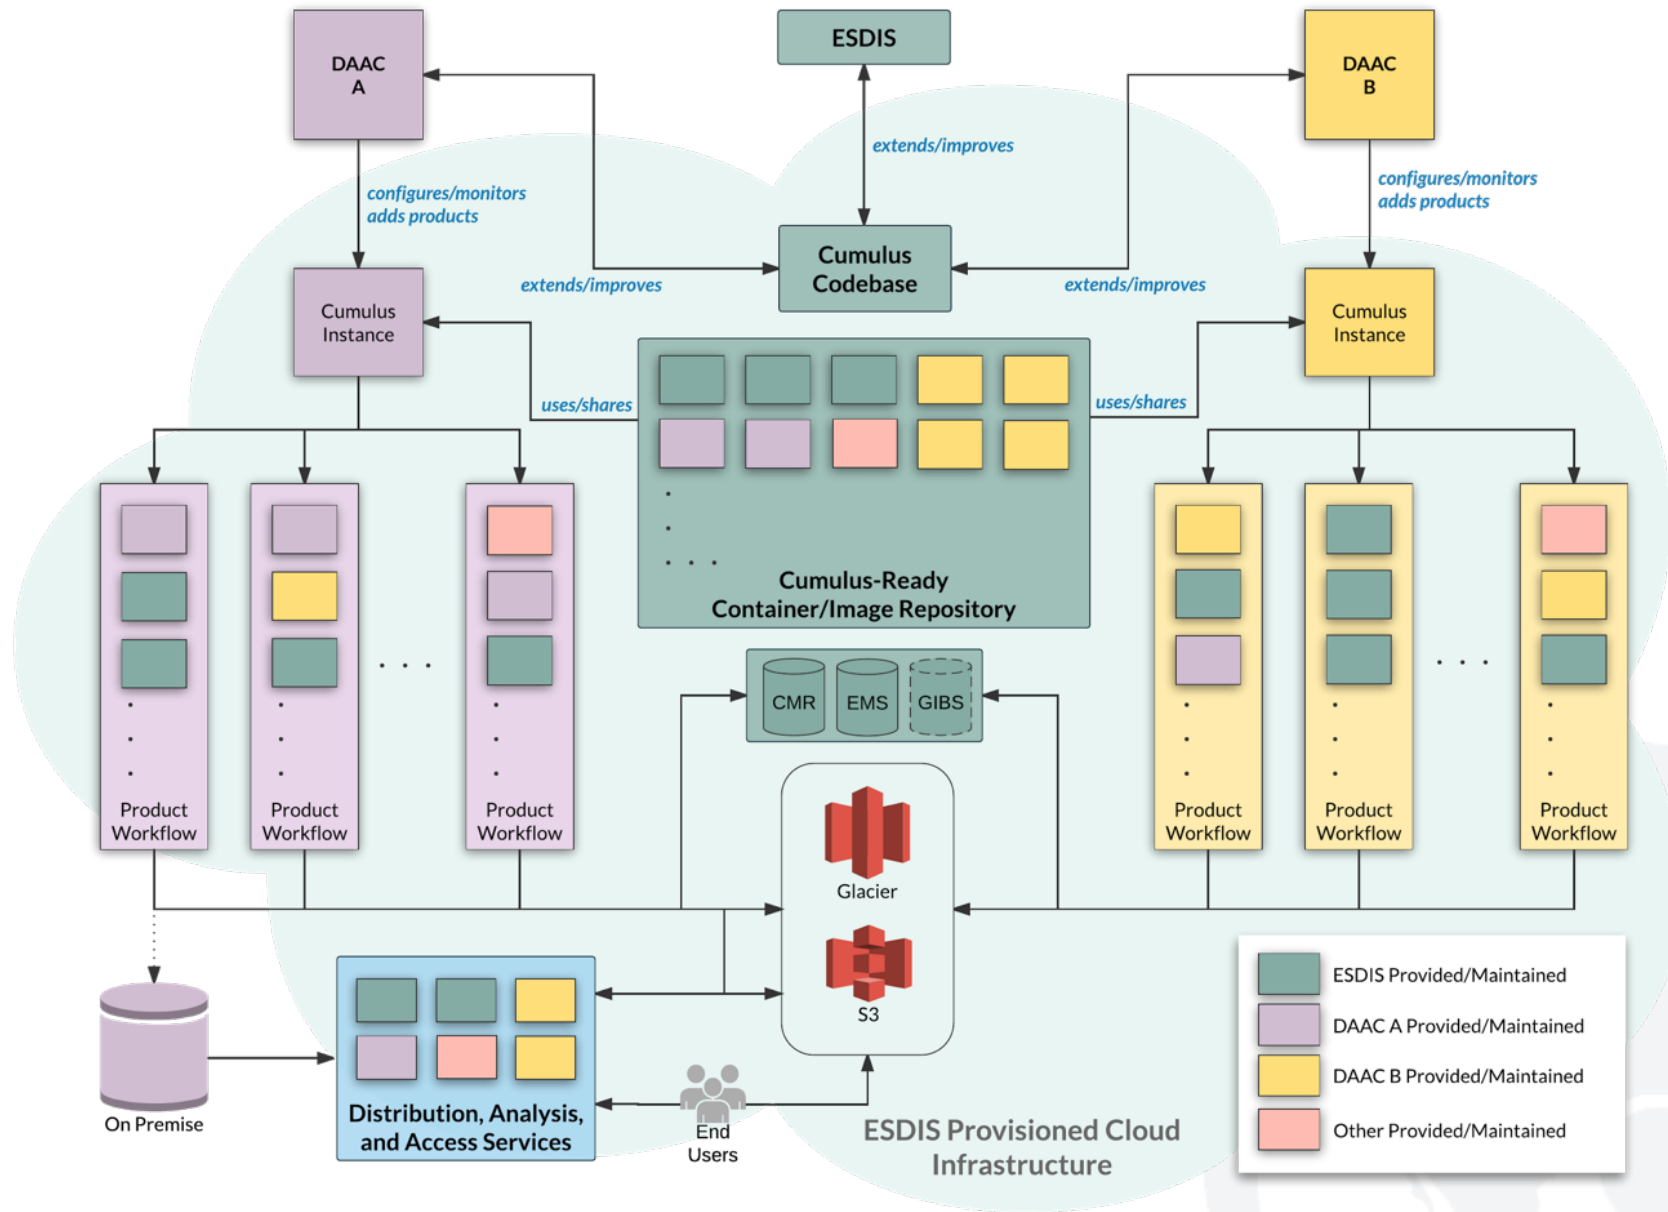 DAAC
A
ESDIS
DAAC
B
extends/improves
configures/monitors
adds products
configures/monitors
adds products
Cumulus
Codebase
extends/improves
extends/improves
Cumulus
Instance
Cumulus
Instance
uses/shares
uses/shares
Cumulus-Ready
Container/Image Repository
CMR
EMS
GIBS
Product
Workflow
Product
Workflow
Product
Workflow
Product
Workflow
Product
Workflow
Product
Workflow
Glacier
S3
On Premise
Distribution, Analysis,
and Access Services
End
Users
ESDIS Provisioned Cloud
Infrastructure
ESDIS Provided/Maintained
DAAC A Provided/Maintained
DAAC B Provided/Maintained
Other Provided/Maintained